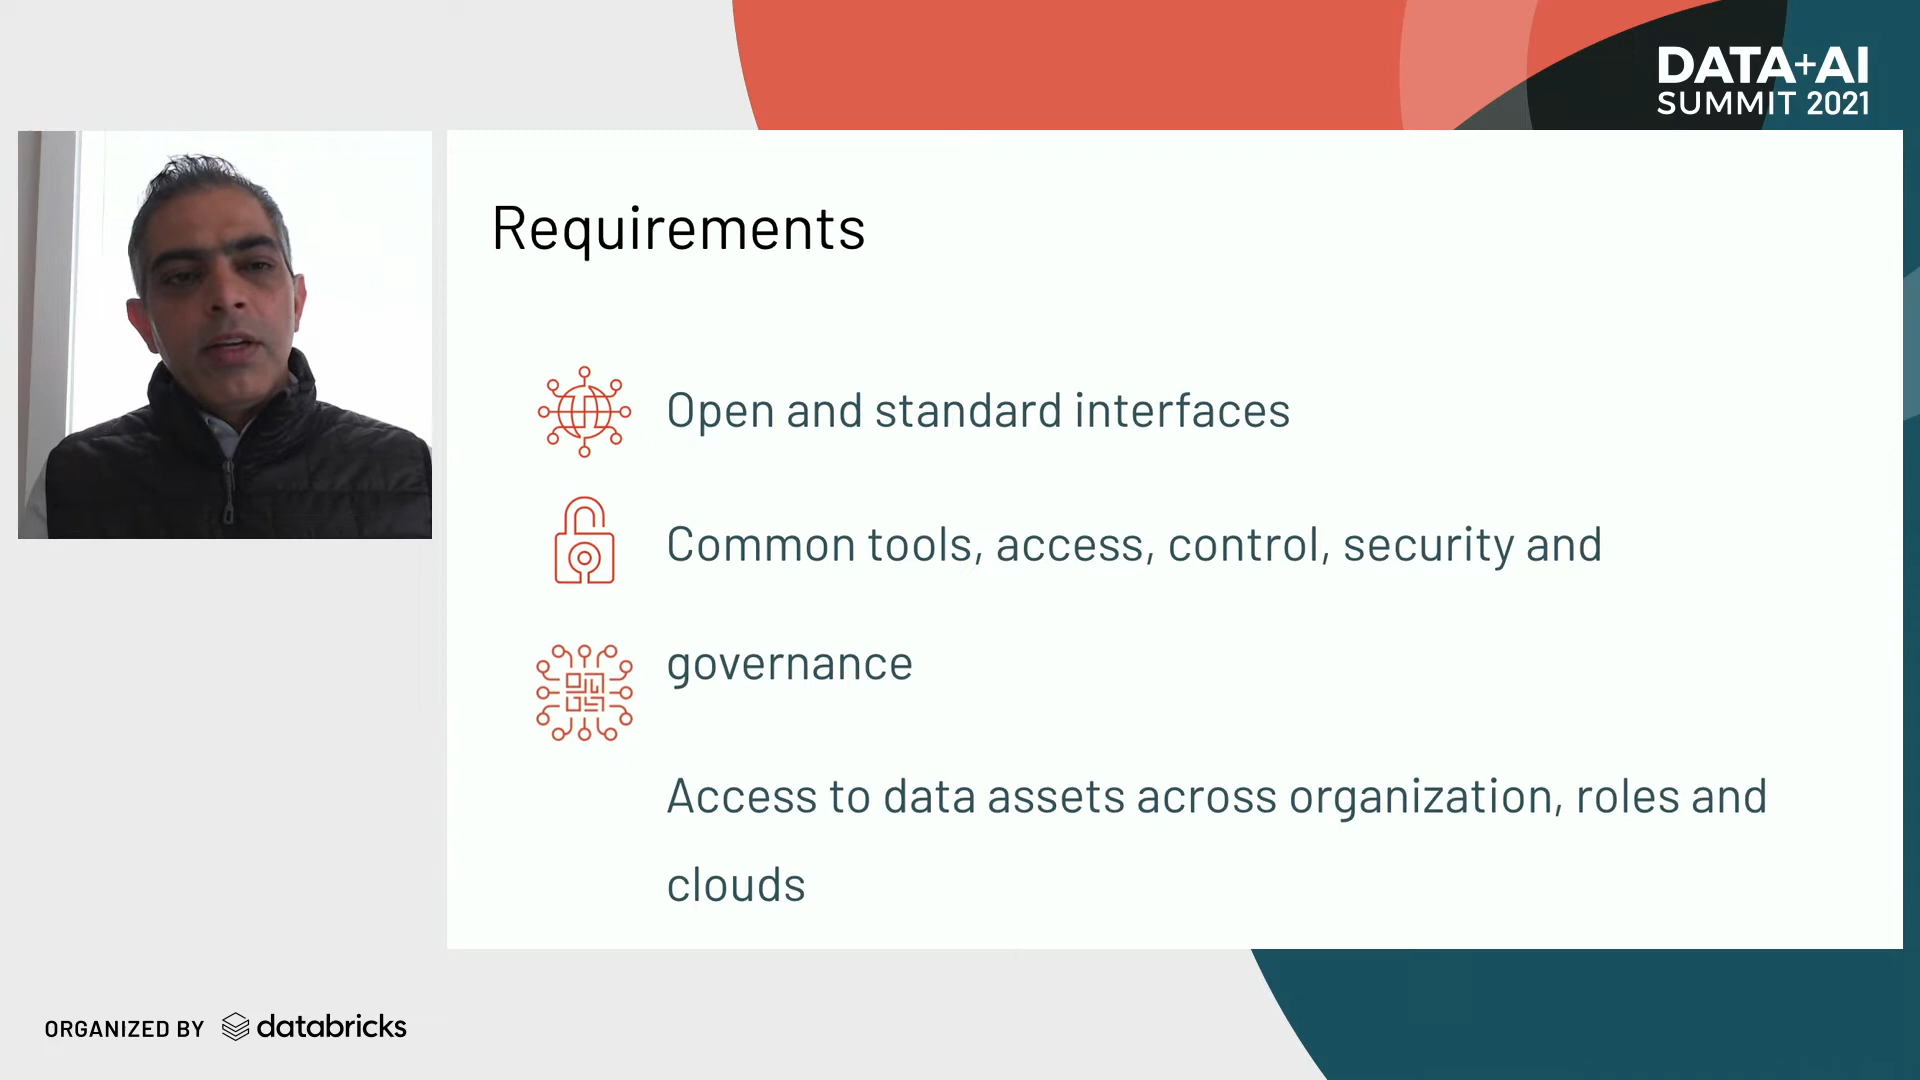 DATA+AI
SUMMIT 2021
Requirements
Open and standard interfaces
Common tools, access, control, security and
governance
Access to data assets across organization, roles and
clouds
ORGANIZED BY databricks